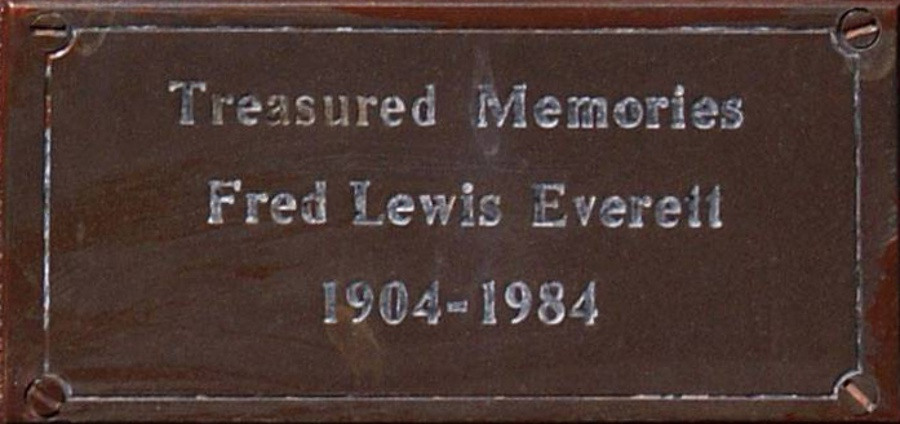 Treasured Memories
Fred Lewis Everett
1904-1984